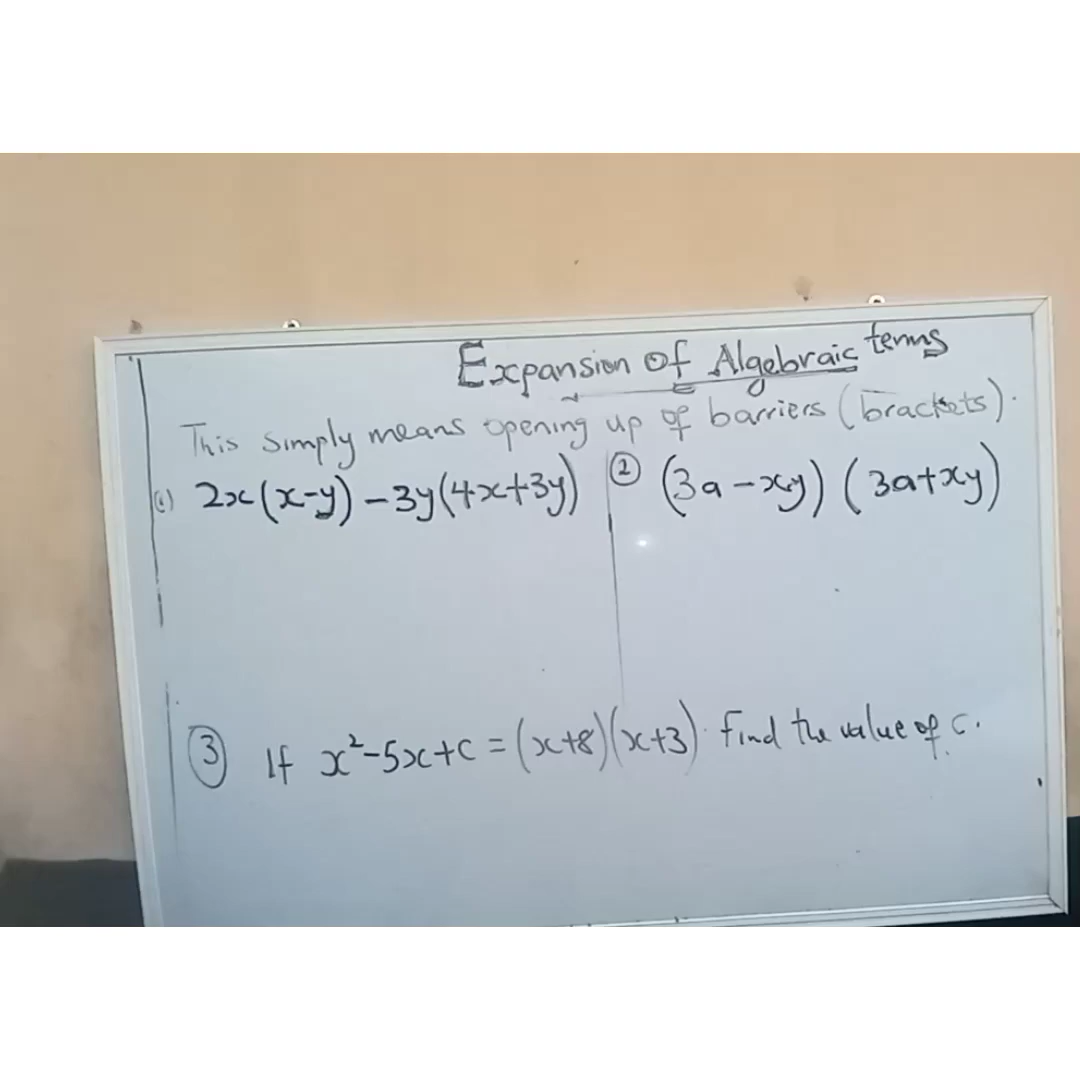 Expansion of Algebraic terms
This simply means opening up of barriers (brackets).
(1) 2x(x-y) - 3y(4x+3y)
② (3a - xy) (3a+xy)
③ If x²-5x+c = (x+8)(x+3). Find the value of c.